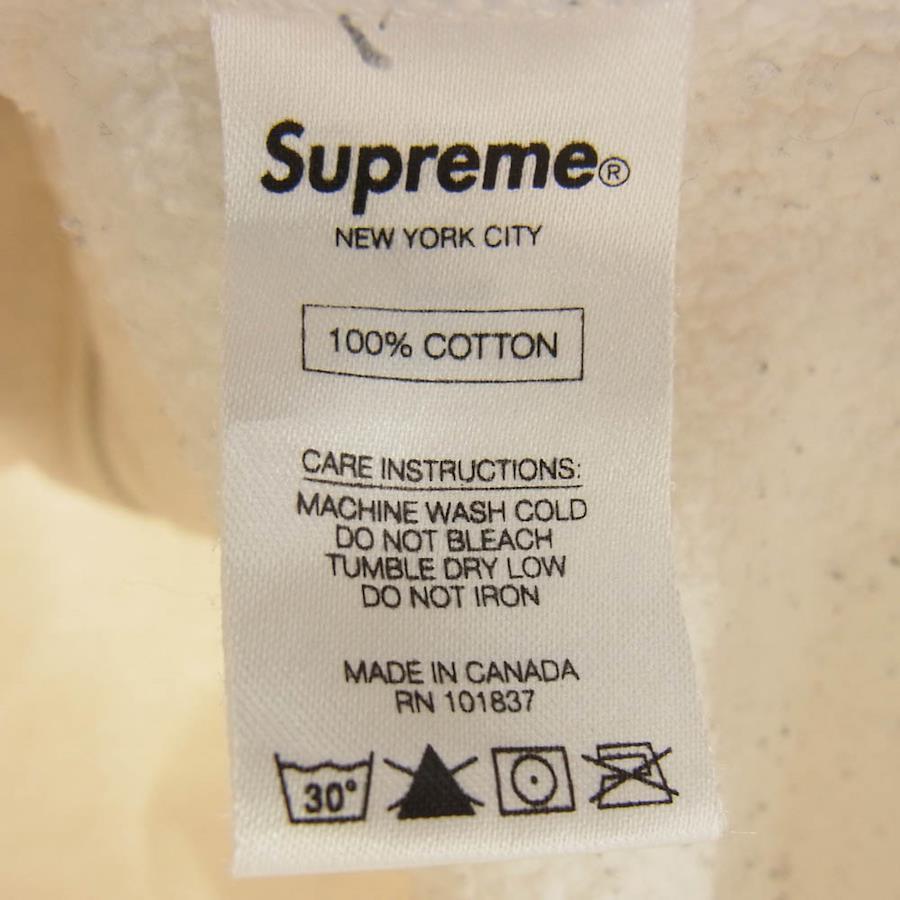 Supreme®
NEW YORK CITY
100% COTTON
CARE INSTRUCTIONS:
MACHINE WASH COLD
DO NOT BLEACH
TUMBLE DRY LOW
DO NOT IRON
MADE IN CANADA
RN 101837
30°